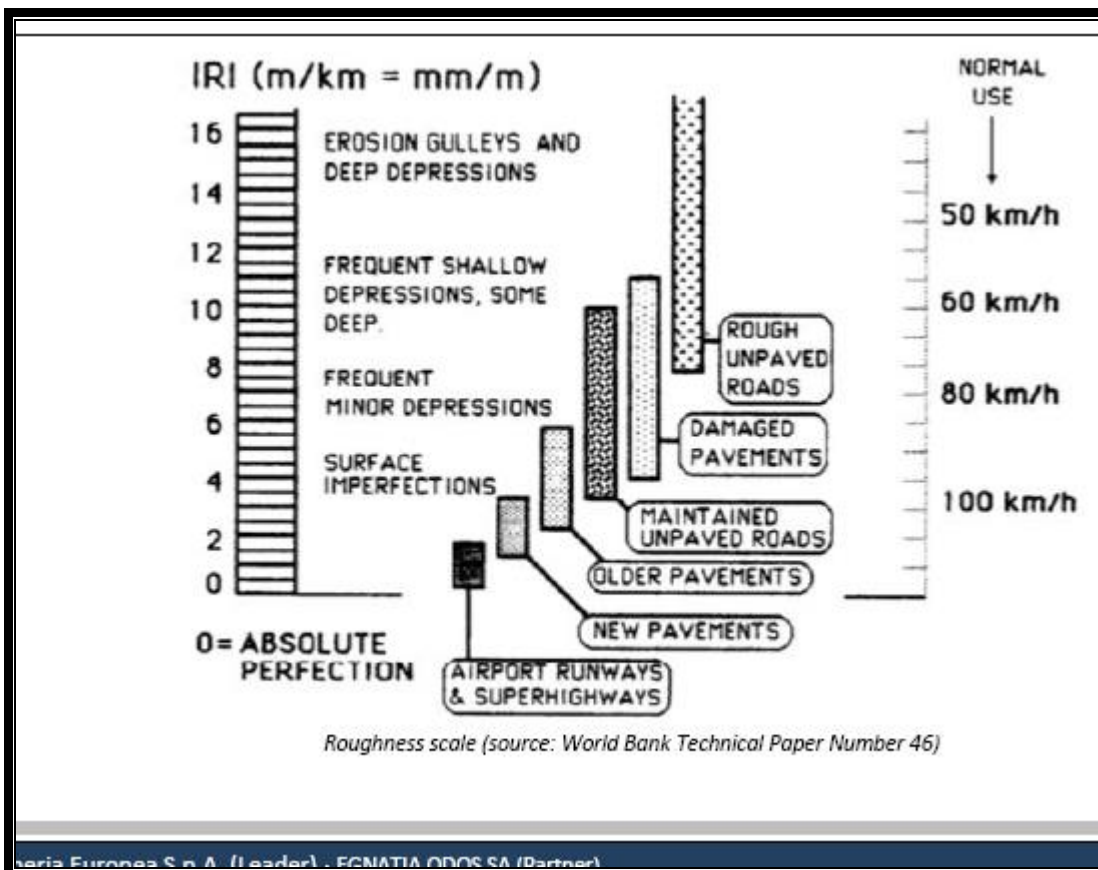 IRI (m/km = mm/m)
NORMAL
USE
16
14
12
10
8
6
4
2
0
EROSION GULLEYS AND
DEEP DEPRESSIONS
FREQUENT SHALLOW
DEPRESSIONS, SOME
DEEP.
FREQUENT
MINOR DEPRESSIONS
SURFACE
IMPERFECTIONS
50 km/h
60 km/h
80 km/h
100 km/h
ROUGH
UNPAVED
ROADS
DAMAGED
PAVEMENTS
MAINTAINED
UNPAVED ROADS
OLDER PAVEMENTS
NEW PAVEMENTS
AIRPORT RUNWAYS
& SUPERHIGHWAYS
0= ABSOLUTE
PERFECTION
Roughness scale (source: World Bank Technical Paper Number 46)
Europea S.p.A. (Leader) - EGNATIA ODOS SA (Partner)